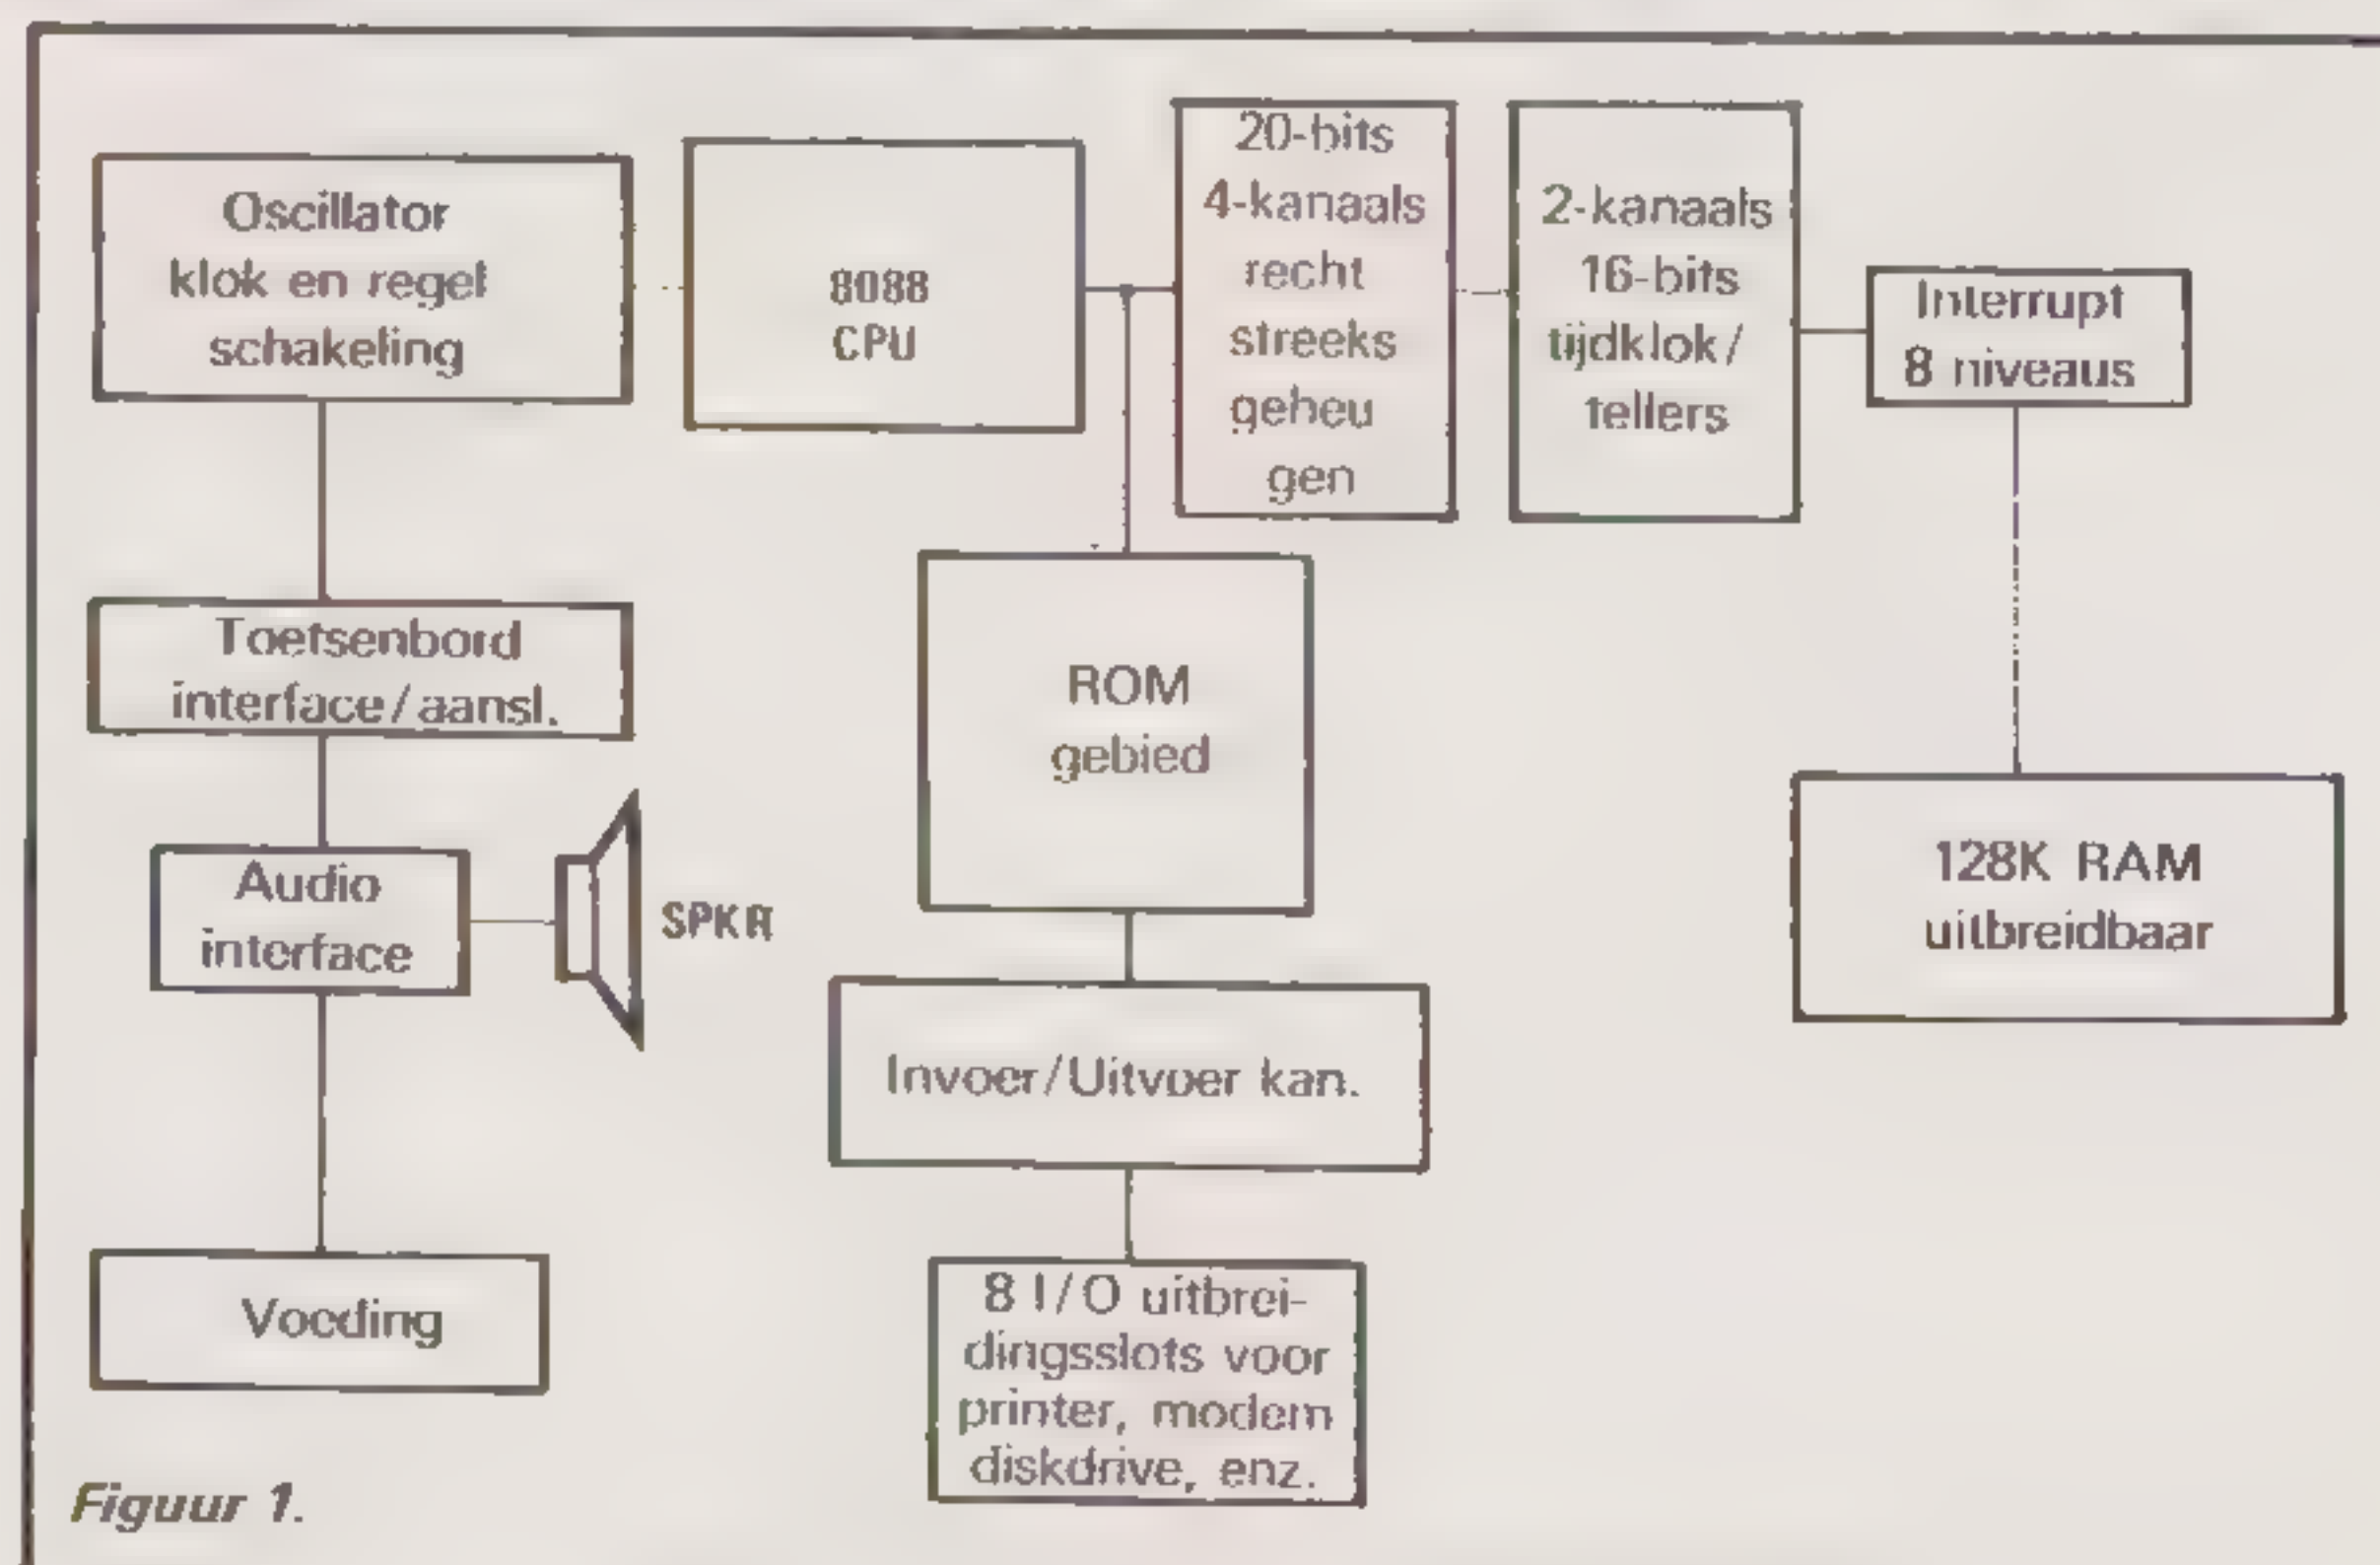 Oscillator
klok en regel
schakeling
8088
CPU
20-bits
4-kanaals
recht
streeks
geheu
gen
2-kanaals
16-bits
tijdklok/
tellers
Interrupt
8 niveaus
Toetsenbord
interface/aansl.
ROM
gebied
Audio
interface
SPKR
128K RAM
uitbreidbaar
Invoer/Uitvoer kan.
Voeding
8 I/O uitbrei-
dingsslots voor
printer, modem
diskdrive, enz.
Figuur 1.